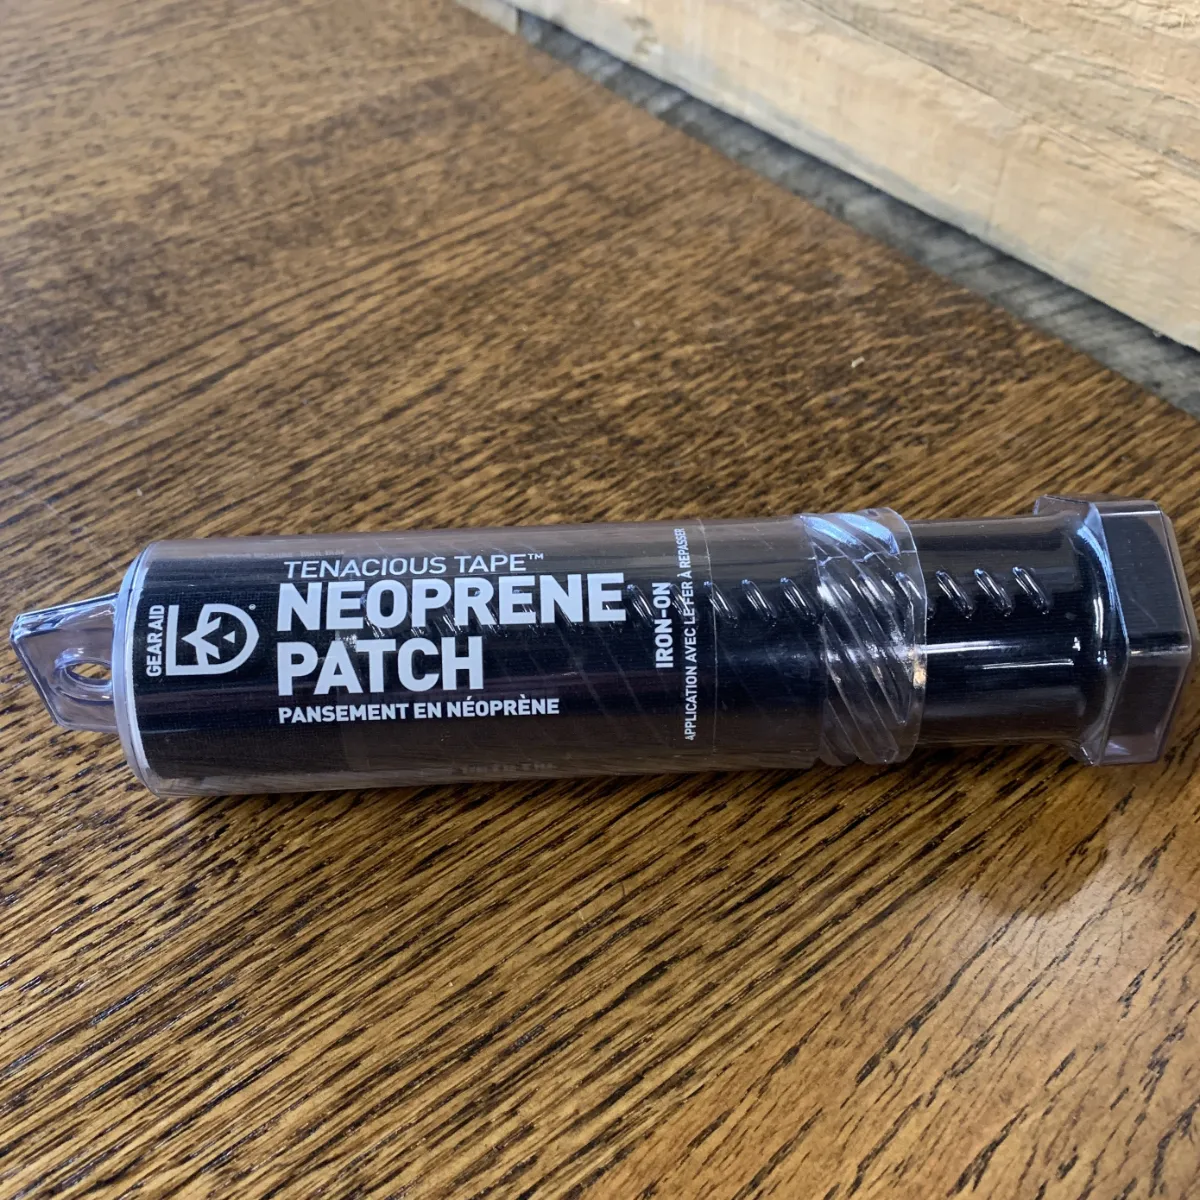 GEAR AID
®
TENACIOUS TAPE™
NEOPRENE
PATCH
PANSEMENT EN NÉOPRÈNE
IRON-ON
APPLICATION AVEC LE FER À REPASSER